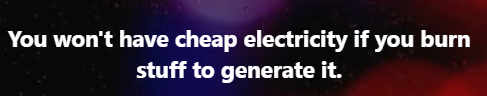 You won't have cheap electricity if you burn
stuff to generate it.